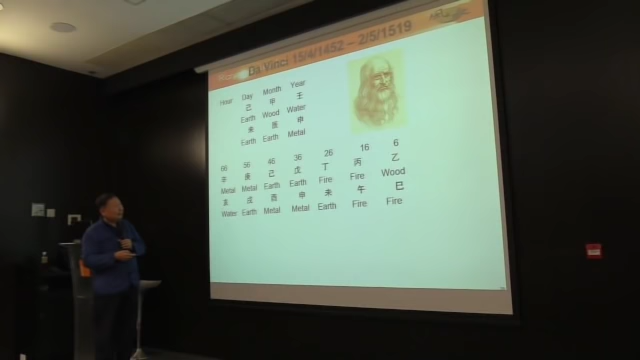 Da Vinci 15/4/1452 – 2/5/1519
Hour Day Month Year
己 甲 壬
Earth Wood Water
未 辰 申
Earth Earth Metal
66 56 46 36 26 16 6
辛 庚 己 戊 丁 丙 乙
Metal Metal Earth Earth Fire Fire Wood
亥 戌 酉 申 未 午 巳
Water Earth Metal Metal Earth Fire Fire